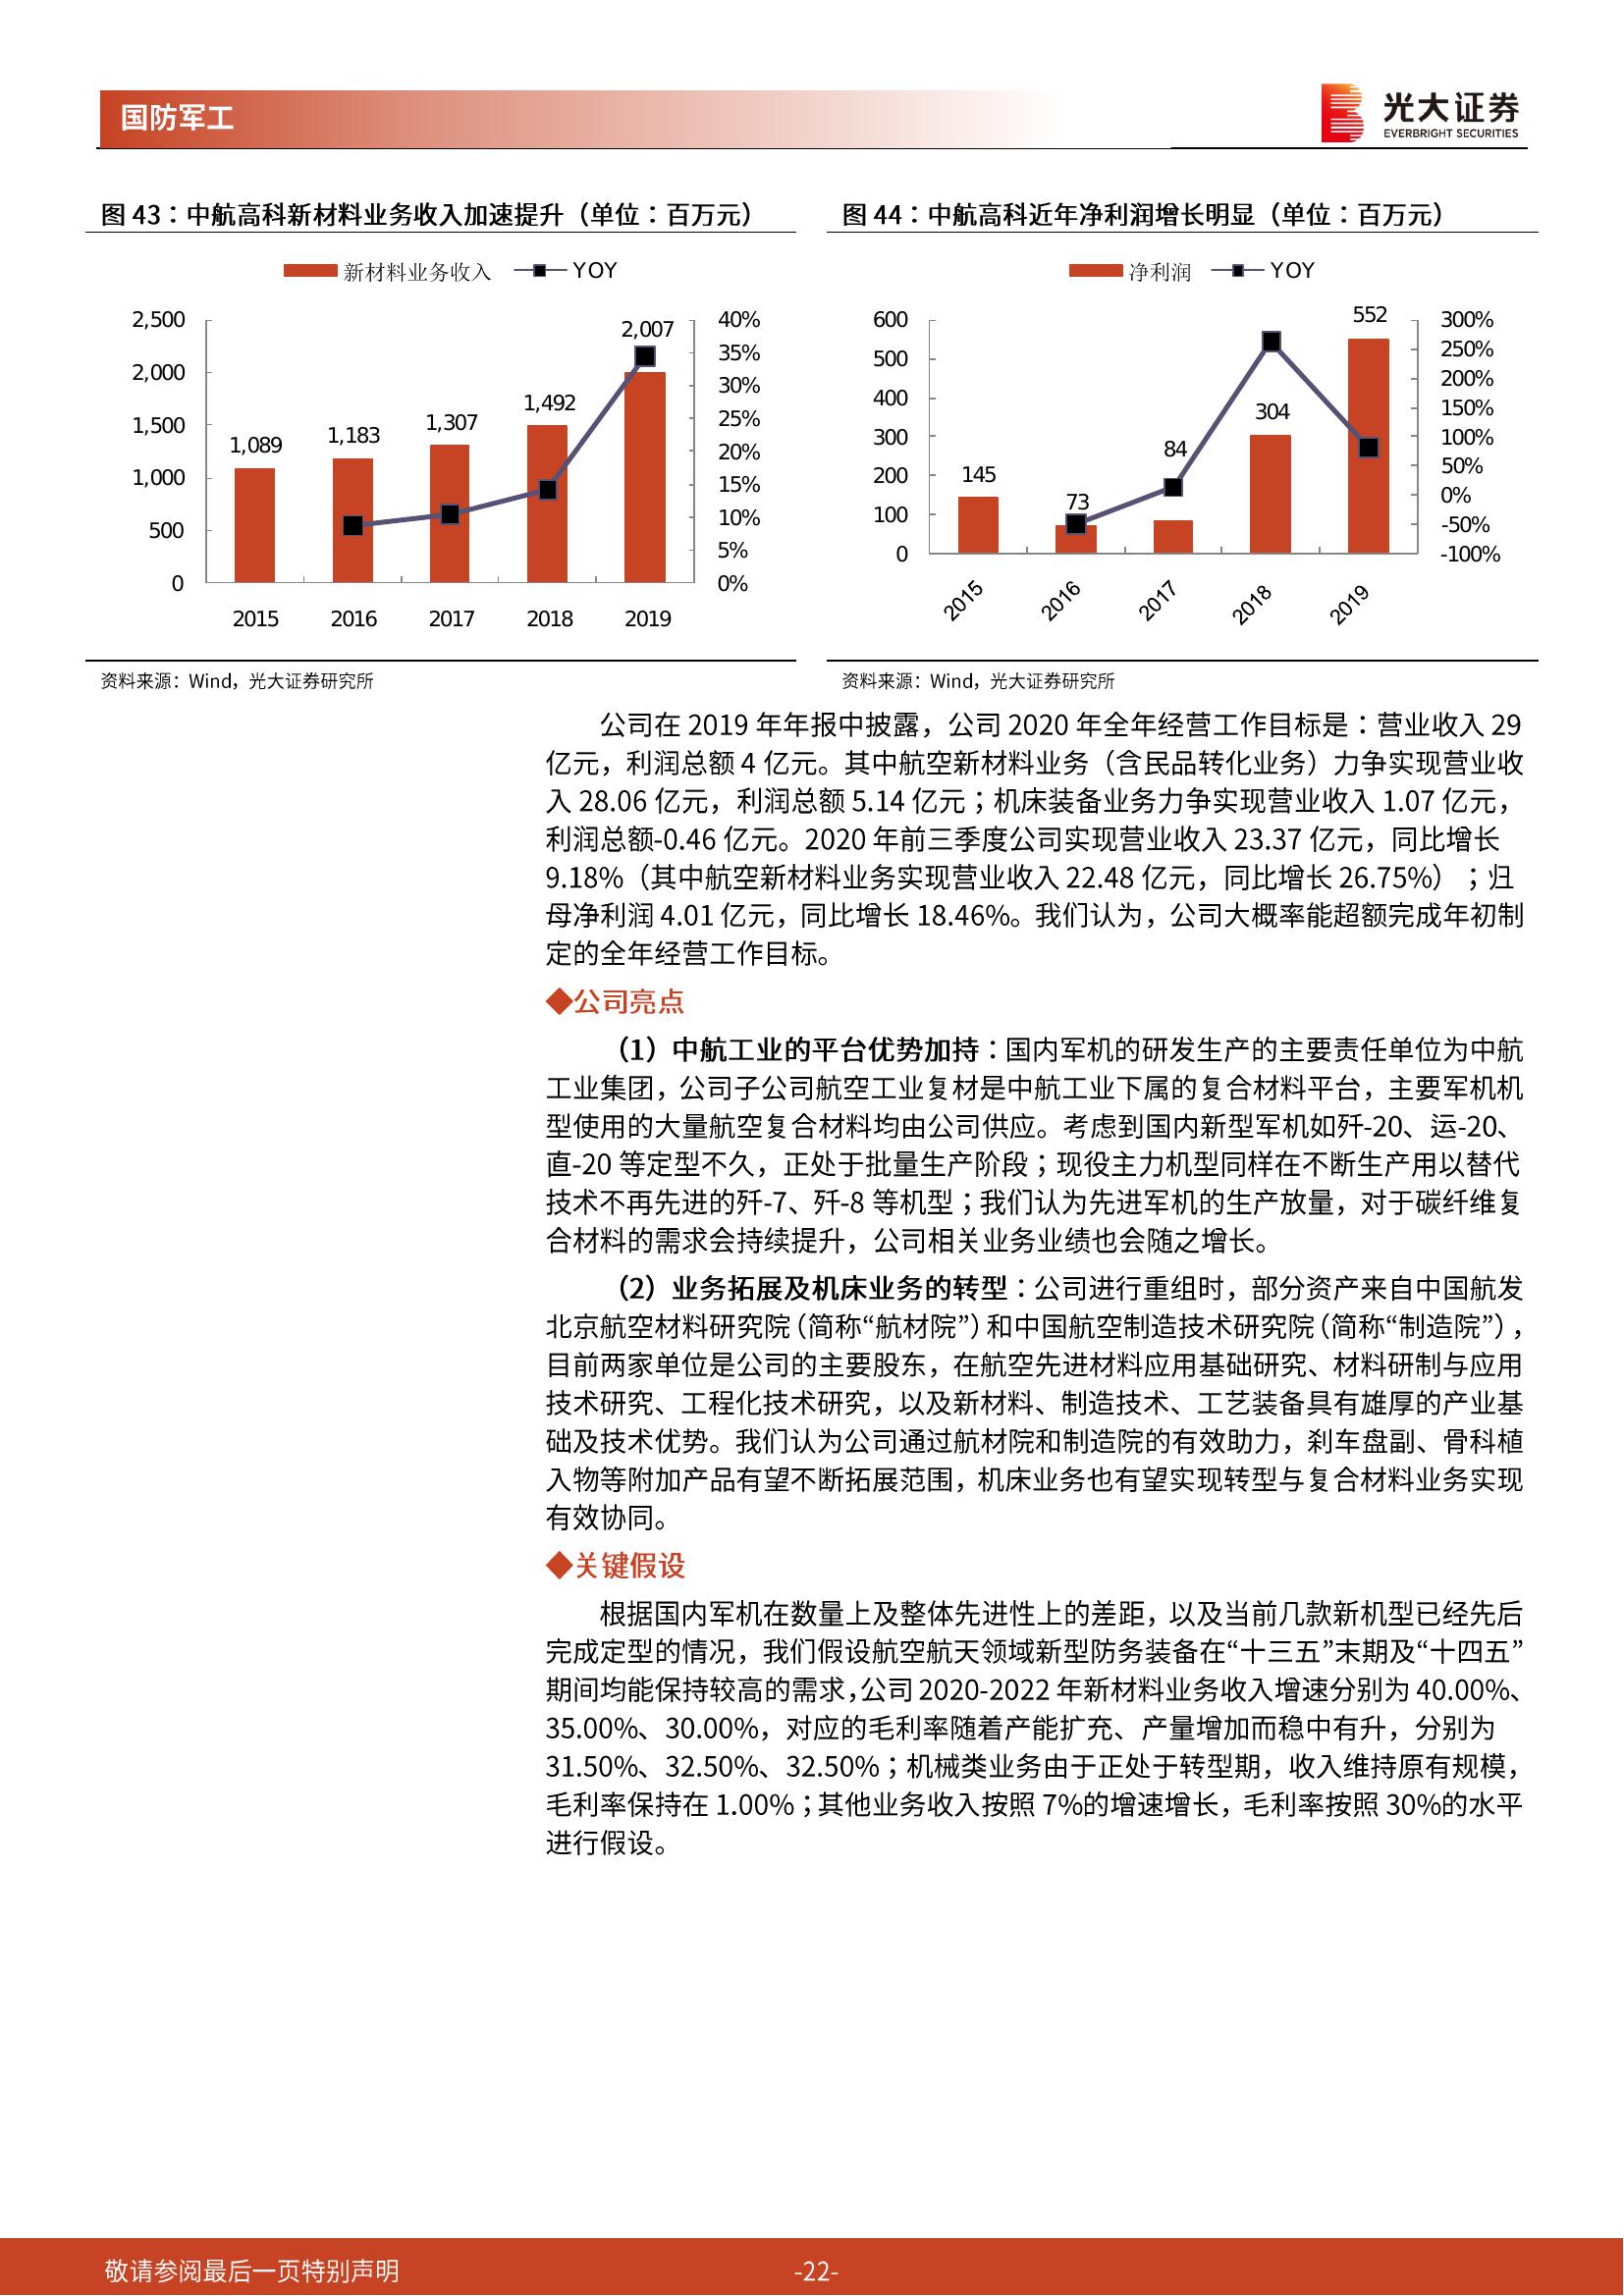 国防军工
光大证券
EVERBRIGHT SECURITIES
图 43：中航高科新材料业务收入加速提升（单位：百万元）
新材料业务收入 YOY
2,500
2,000
1,500
1,000
500
0
40%
35%
30%
25%
20%
15%
10%
5%
0%
1,089
1,183
1,307
1,492
2,007
2015 2016 2017 2018 2019
资料来源：Wind，光大证券研究所
图 44：中航高科近年净利润增长明显（单位：百万元）
净利润 YOY
600
500
400
300
200
100
0
300%
250%
200%
150%
100%
50%
0%
-50%
-100%
145
73
84
304
552
2015 2016 2017 2018 2019
资料来源：Wind，光大证券研究所
公司在 2019 年年报中披露，公司 2020 年全年经营工作目标是：营业收入 29
亿元，利润总额 4 亿元。其中航空新材料业务（含民品转化业务）力争实现营业收
入 28.06 亿元，利润总额 5.14 亿元；机床装备业务力争实现营业收入 1.07 亿元，
利润总额-0.46 亿元。2020 年前三季度公司实现营业收入 23.37 亿元，同比增长
9.18%（其中航空新材料业务实现营业收入 22.48 亿元，同比增长 26.75%）；归
母净利润 4.01 亿元，同比增长 18.46%。我们认为，公司大概率能超额完成年初制
定的全年经营工作目标。
◆公司亮点
（1）中航工业的平台优势加持：国内军机的研发生产的主要责任单位为中航
工业集团，公司子公司航空工业复材是中航工业下属的复合材料平台，主要军机机
型使用的大量航空复合材料均由公司供应。考虑到国内新型军机如歼-20、运-20、
直-20 等定型不久，正处于批量生产阶段；现役主力机型同样在不断生产用以替代
技术不再先进的歼-7、歼-8 等机型；我们认为先进军机的生产放量，对于碳纤维复
合材料的需求会持续提升，公司相关业务业绩也会随之增长。
（2）业务拓展及机床业务的转型：公司进行重组时，部分资产来自中国航发
北京航空材料研究院（简称“航材院”）和中国航空制造技术研究院（简称“制造院”），
目前两家单位是公司的主要股东，在航空先进材料应用基础研究、材料研制与应用
技术研究、工程化技术研究，以及新材料、制造技术、工艺装备具有雄厚的产业基
础及技术优势。我们认为公司通过航材院和制造院的有效助力，刹车盘副、骨科植
入物等附加产品有望不断拓展范围，机床业务也有望实现转型与复合材料业务实现
有效协同。
◆关键假设
根据国内军机在数量上及整体先进性上的差距，以及当前几款新机型已经先后
完成定型的情况，我们假设航空航天领域新型防务装备在“十三五”末期及“十四五”
期间均能保持较高的需求，公司 2020-2022 年新材料业务收入增速分别为 40.00%、
35.00%、30.00%，对应的毛利率随着产能扩充、产量增加而稳中有升，分别为
31.50%、32.50%、32.50%；机械类业务由于正处于转型期，收入维持原有规模，
毛利率保持在 1.00%；其他业务收入按照 7%的增速增长，毛利率按照 30%的水平
进行假设。
敬请参阅最后一页特别声明
-22-